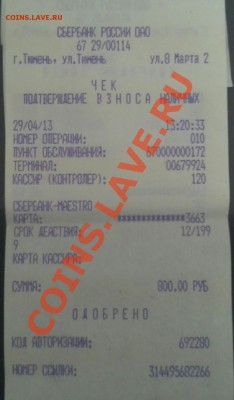 COINS.LAVE.RU
СБЕРБАНК РОССИИ ОАО
67 29/00114
г.Тюмень, ул.Тюмень ул.8 Марта 2
ЧЕК
ПОДТВЕРЖДЕНИЕ ВЗНОСА НАЛИЧНЫХ
29/04/13 15:20:33
НОМЕР ОПЕРАЦИИ: 010
ПУНКТ ОБСЛУЖИВАНИЯ: 670000000172
ТЕРМИНАЛ: 00679924
КАССИР (КОНТРОЛЕР): 120
СБЕРБАНК-MAESTRO
КАРТА: ***************3663
СРОК ДЕЙСТВИЯ: 12/199
9
КАРТА КАССИРА:
СУММА: 800.00 РУБ
ОДОБРЕНО
КОД АВТОРИЗАЦИИ: 692280
НОМЕР ССЫЛКИ: 314495682266
COINS.LAVE.RU